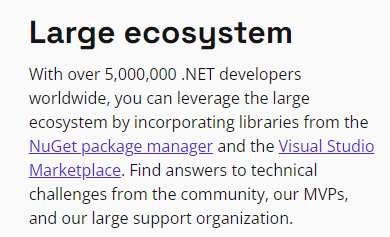 Large ecosystem
With over 5,000,000 .NET developers
worldwide, you can leverage the large
ecosystem by incorporating libraries from the
NuGet package manager and the Visual Studio
Marketplace. Find answers to technical
challenges from the community, our MVPs,
and our large support organization.